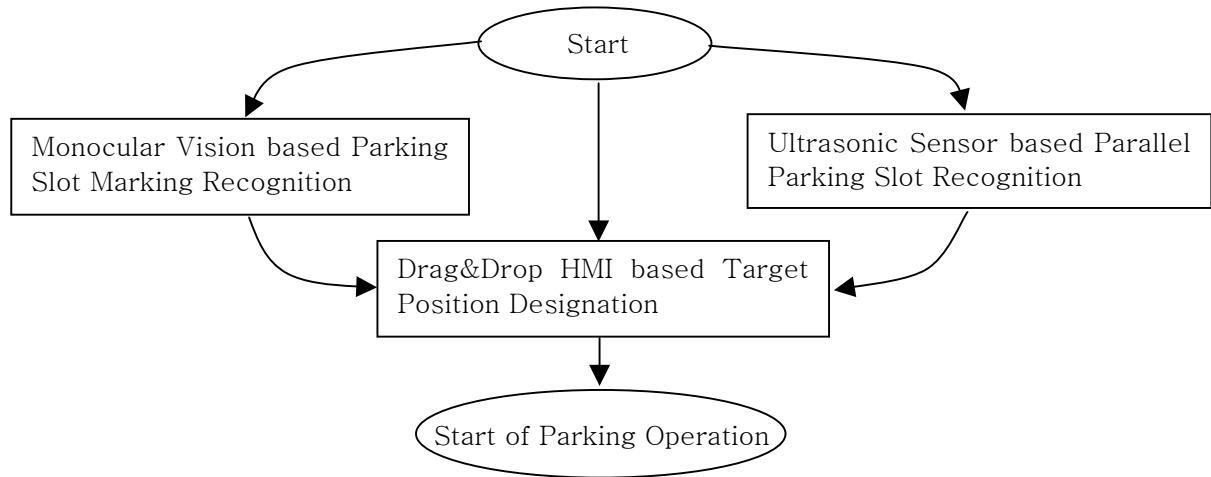 Start
Monocular Vision based Parking
Slot Marking Recognition
Ultrasonic Sensor based Parallel
Parking Slot Recognition
Drag&Drop HMI based Target
Position Designation
Start of Parking Operation